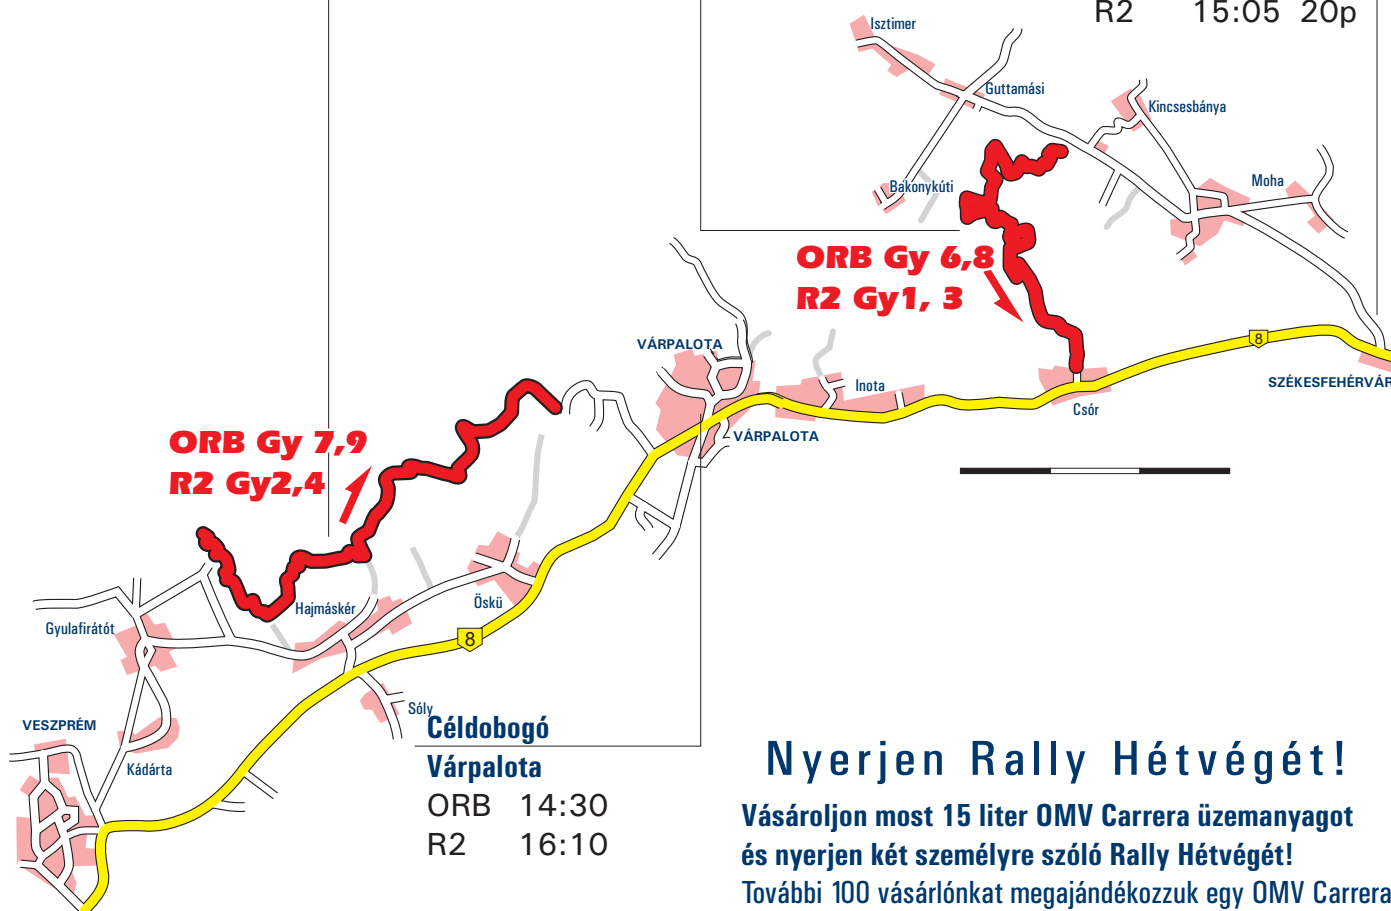 R2 15:05 20p
Isztimer
Guttamási
Kincsesbánya
Bakonykúti
Moha
ORB Gy 6,8
R2 Gy1, 3
8
VÁRPALOTA
Inota
SZÉKESFEHÉRVÁR
Csór
VÁRPALOTA
ORB Gy 7,9
R2 Gy2,4
Hajmáskér
Öskü
Gyulafirátót
8
Sóly
VESZPRÉM
Kádárta
Céldobogó
Várpalota
ORB 14:30
R2 16:10
Nyerjen Rally Hétvégét!
Vásároljon most 15 liter OMV Carrera üzemanyagot
és nyerjen két személyre szóló Rally Hétvégét!
További 100 vásárlónkat megajándékozzuk egy OMV Carrera